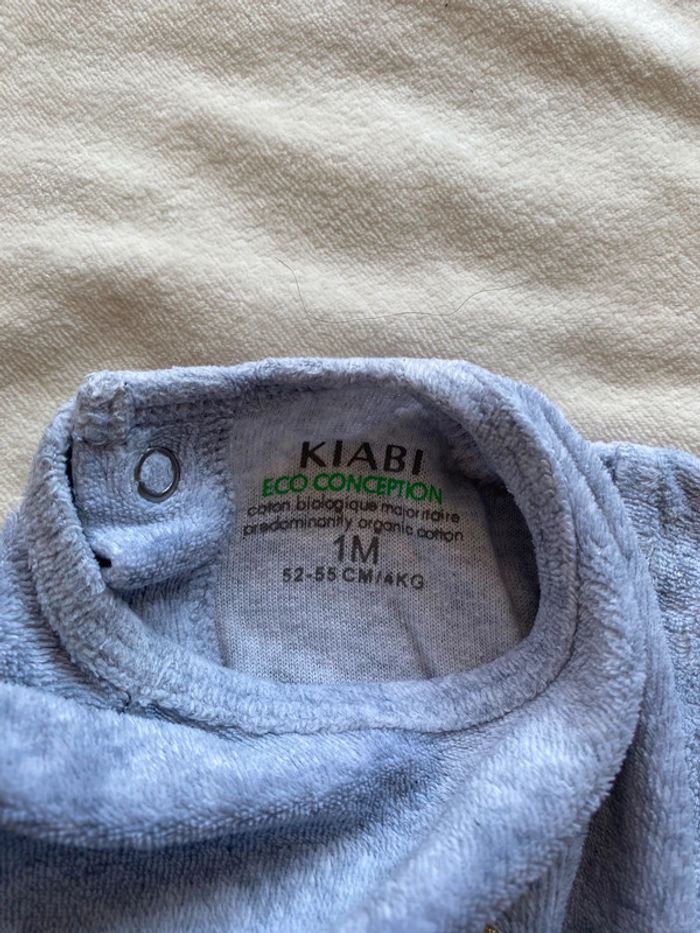 KIABI
ECO CONCEPTION
coton biologique majoritaire
predominantly organic cotton
1M
52-55 CM/4KG